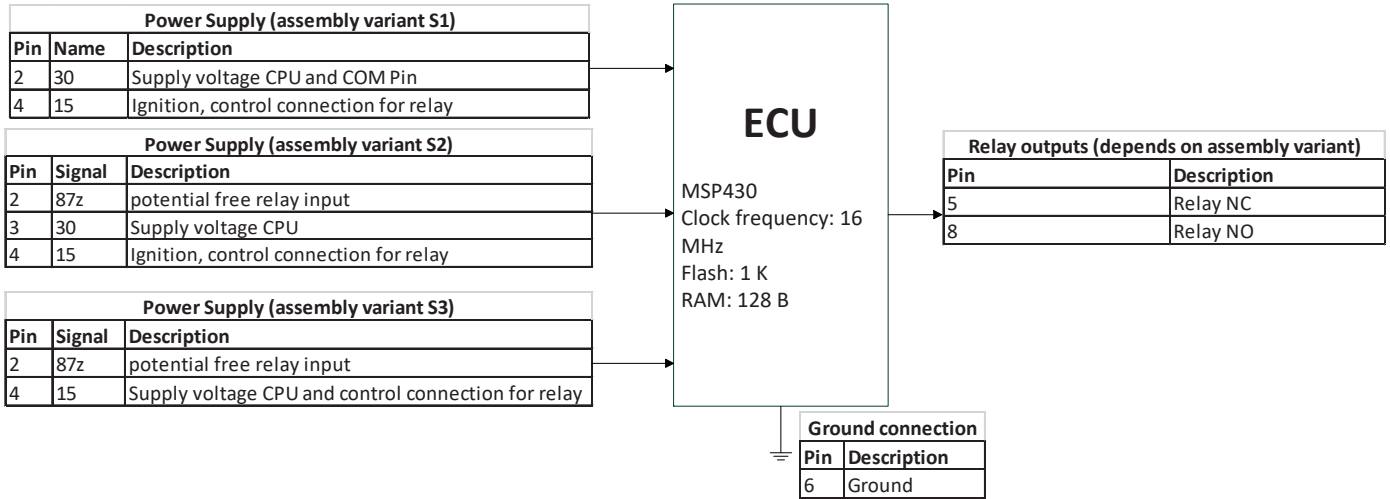 Power Supply (assembly variant S1)
Pin Name Description
2 30 Supply voltage CPU and COM Pin
4 15 Ignition, control connection for relay
Power Supply (assembly variant S2)
Pin Signal Description
2 87z potential free relay input
3 30 Supply voltage CPU
4 15 Ignition, control connection for relay
Power Supply (assembly variant S3)
Pin Signal Description
2 87z potential free relay input
4 15 Supply voltage CPU and control connection for relay
ECU
MSP430
Clock frequency: 16
MHz
Flash: 1 K
RAM: 128 B
Relay outputs (depends on assembly variant)
Pin Description
5 Relay NC
8 Relay NO
Ground connection
Pin Description
6 Ground